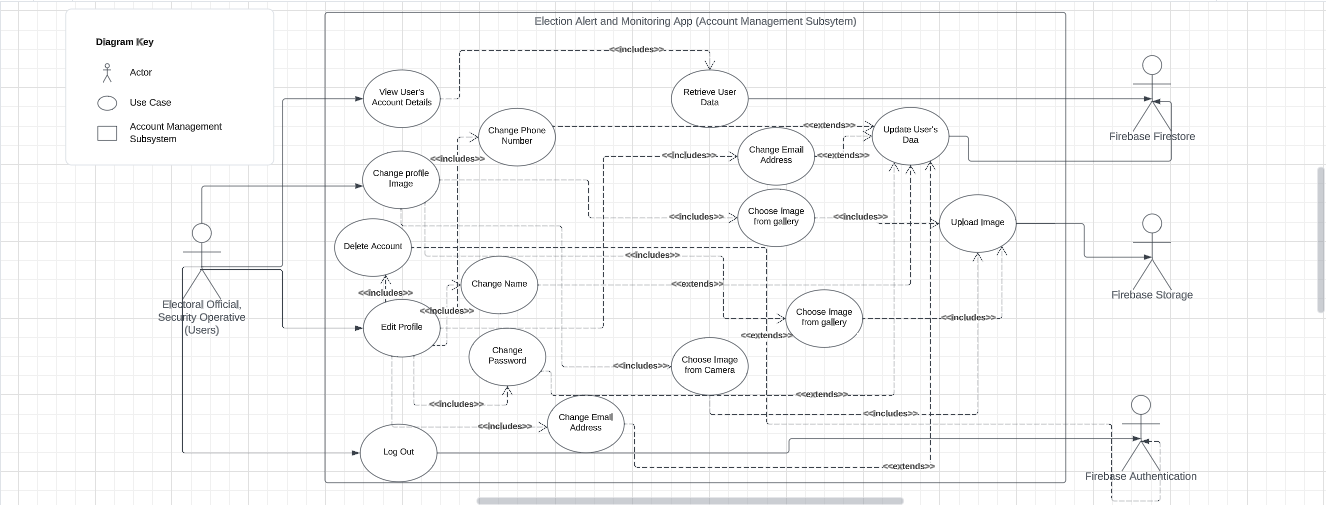 Election Alert and Monitoring App (Account Management Subsytem)
Diagram Key
Actor
Use Case
Account Management
Subsystem
<<includes>>
View User's
Account Details
Retrieve User
Data
Change Phone
Number
<<extends>>
Update User's
Daa
Firebase Firestore
<<includes>>
<<includes>>
Change Email
Address
<<extends>>
Change profile
Image
<<includes>>
Choose Image
from gallery
<<includes>>
Upload Image
Delete Account
<<includes>>
Change Name
<<extends>>
<<includes>>
Firebase Storage
Electoral Official,
Security Operative
(Users)
<<includes>>
Edit Profile
Choose Image
from gallery
<<includes>>
<<extends>>
Change
Password
Choose Image
from Camera
<<includes>>
<<extends>>
<<includes>>
<<includes>>
<<includes>>
Change Email
Address
Log Out
<<extends>>
Firebase Authentication